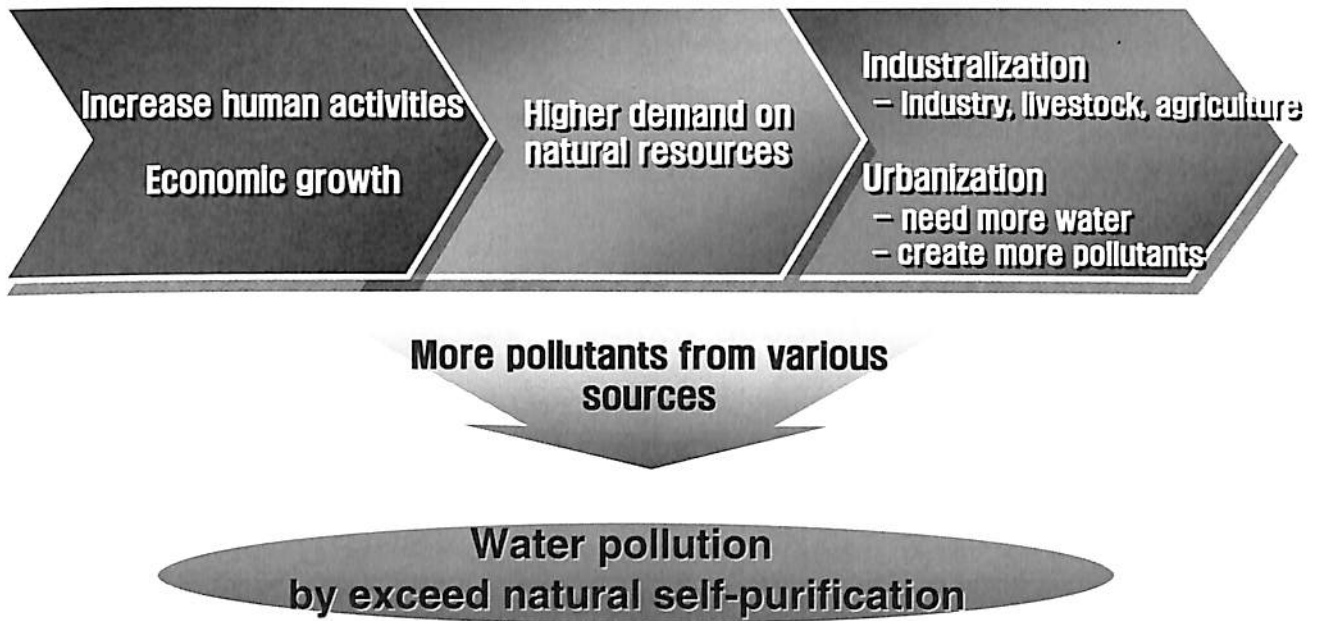 Increase human activities
Economic growth
Higher demand on
natural resources
Industralization
– Industry, livestock, agriculture
Urbanization
– need more water
– create more pollutants
More pollutants from various
sources
Water pollution
by exceed natural self-purification